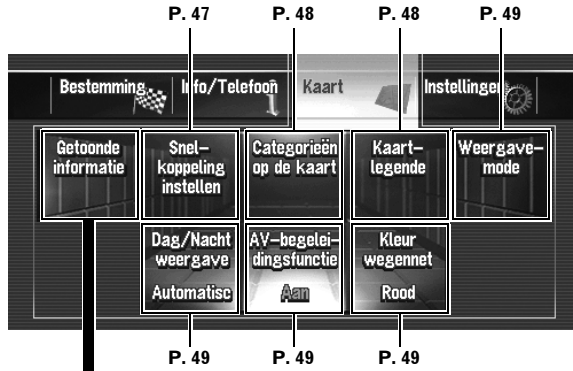 P. 47 P. 48 P. 48 P. 49
Bestemming Info/Telefoon Kaart Instellingen
Getoonde informatie
Snel–
koppeling
instellen
Categorieën
op de kaart
Kaart–
legende
Weergave–
mode
Dag/Nacht
weergave
Automatisc
AV–begelei–
dingsfunctie
Aan
Kleur
wegennet
Rood
P. 49 P. 49 P. 49